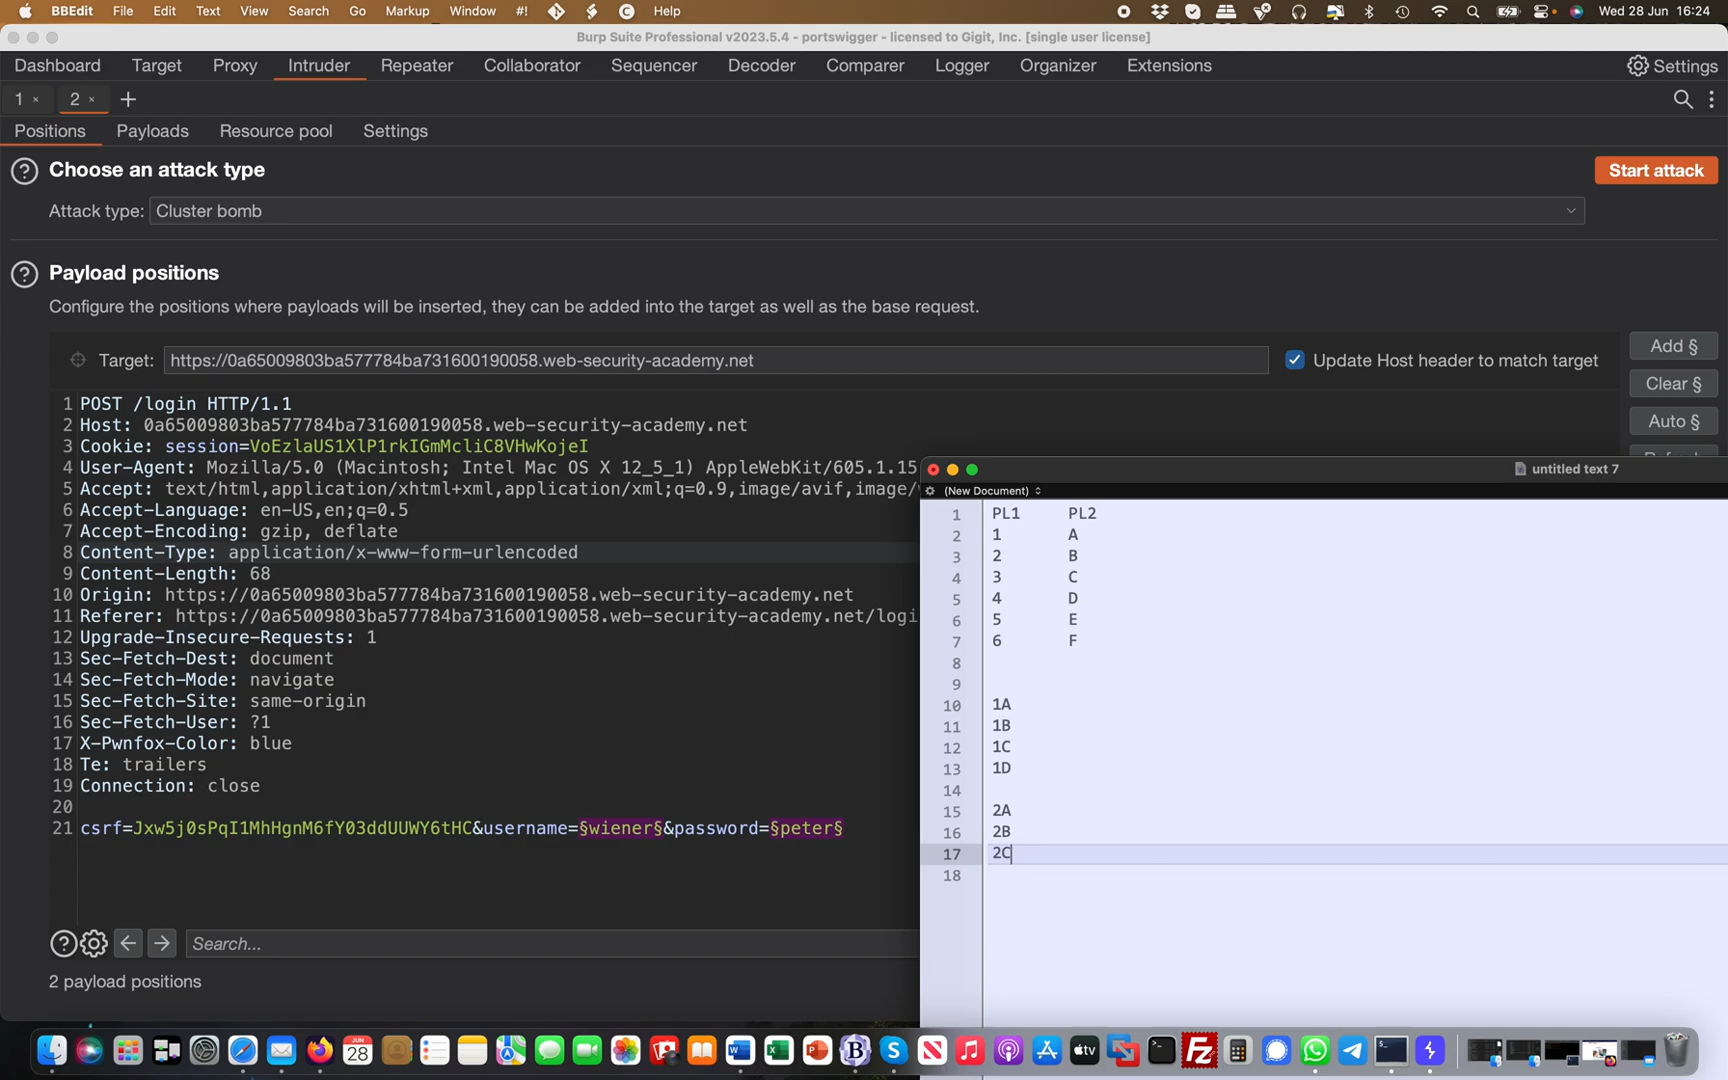 BBEdit File Edit Text View Search Go Markup Window #! Help Wed 28 Jun 16:24
Burp Suite Professional v2023.5.4 - portswigger - licensed to Gigit, Inc. [single user license]
Dashboard Target Proxy Intruder Repeater Collaborator Sequencer Decoder Comparer Logger Organizer Extensions Settings
1 × 2 × +
Positions Payloads Resource pool Settings
Choose an attack type Start attack
Attack type: Cluster bomb
Payload positions
Configure the positions where payloads will be inserted, they can be added into the target as well as the base request.
Target: https://0a65009803ba577784ba731600190058.web-security-academy.net Update Host header to match target
Add §
Clear §
Auto §
1 POST /login HTTP/1.1
2 Host: 0a65009803ba577784ba731600190058.web-security-academy.net
3 Cookie: session=VoEzlaUS1XlP1rkIGmMcliC8VHwKojeI
4 User-Agent: Mozilla/5.0 (Macintosh; Intel Mac OS X 12_5_1) AppleWebKit/605.1.15
5 Accept: text/html,application/xhtml+xml,application/xml;q=0.9,image/avif,image/
6 Accept-Language: en-US,en;q=0.5
7 Accept-Encoding: gzip, deflate
8 Content-Type: application/x-www-form-urlencoded
9 Content-Length: 68
10 Origin: https://0a65009803ba577784ba731600190058.web-security-academy.net
11 Referer: https://0a65009803ba577784ba731600190058.web-security-academy.net/logi
12 Upgrade-Insecure-Requests: 1
13 Sec-Fetch-Dest: document
14 Sec-Fetch-Mode: navigate
15 Sec-Fetch-Site: same-origin
16 Sec-Fetch-User: ?1
17 X-Pwnfox-Color: blue
18 Te: trailers
19 Connection: close
20
21 csrf=Jxw5j0sPqI1MhHgnM6fY03ddUUWY6tHC&username=§wiener§&password=§peter§
Search...
2 payload positions
untitled text 7
(New Document)
1 PL1 PL2
2 1 A
3 2 B
4 3 C
5 4 D
6 5 E
7 6 F
8
9
10 1A
11 1B
12 1C
13 1D
14
15 2A
16 2B
17 2C
18
JUN
28